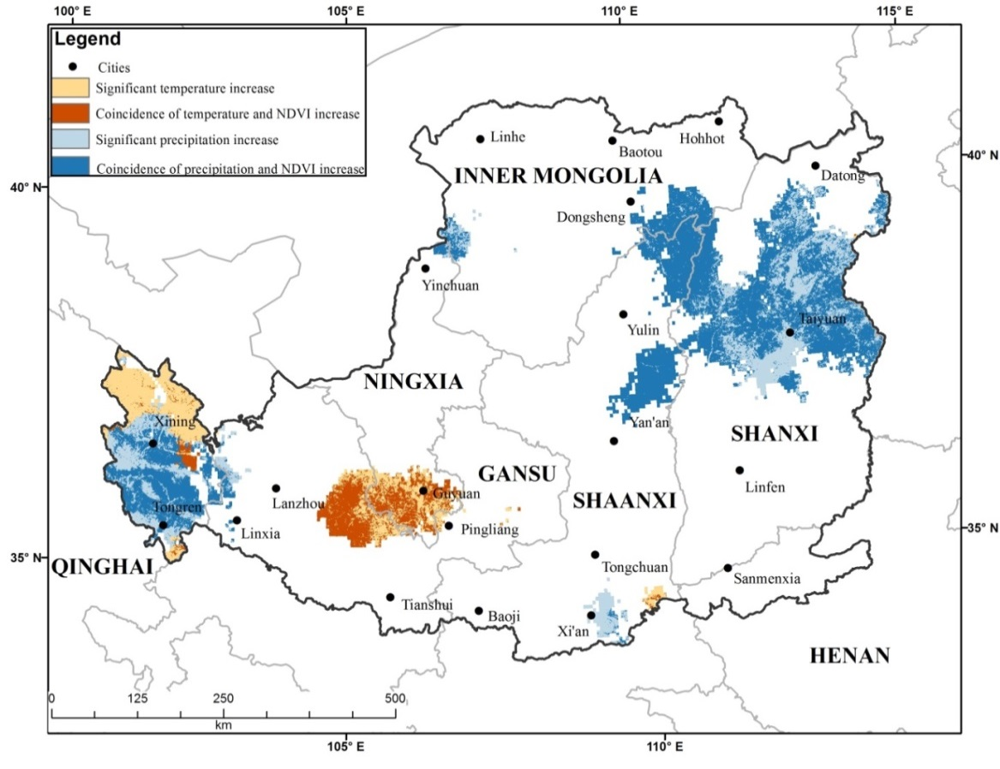 100° E 105° E 110° E 115° E
Legend
Cities
Significant temperature increase
Coincidence of temperature and NDVI increase
Significant precipitation increase
Coincidence of precipitation and NDVI increase
Linhe
Hohhot
Baotou
40° N
Datong
INNER MONGOLIA
40° N
Dongsheng
Yinchuan
Taiyuan
Yulin
NINGXIA
Xining
Yan'an
SHANXI
GANSU
Linfen
Guyuan
Lanzhou
SHAANXI
Tongren
Pingliang
Linxia
35° N
35° N
QINGHAI
Tongchuan
Sanmenxia
Tianshui
Baoji
Xi'an
HENAN
0 125 250 500
km
105° E 110° E